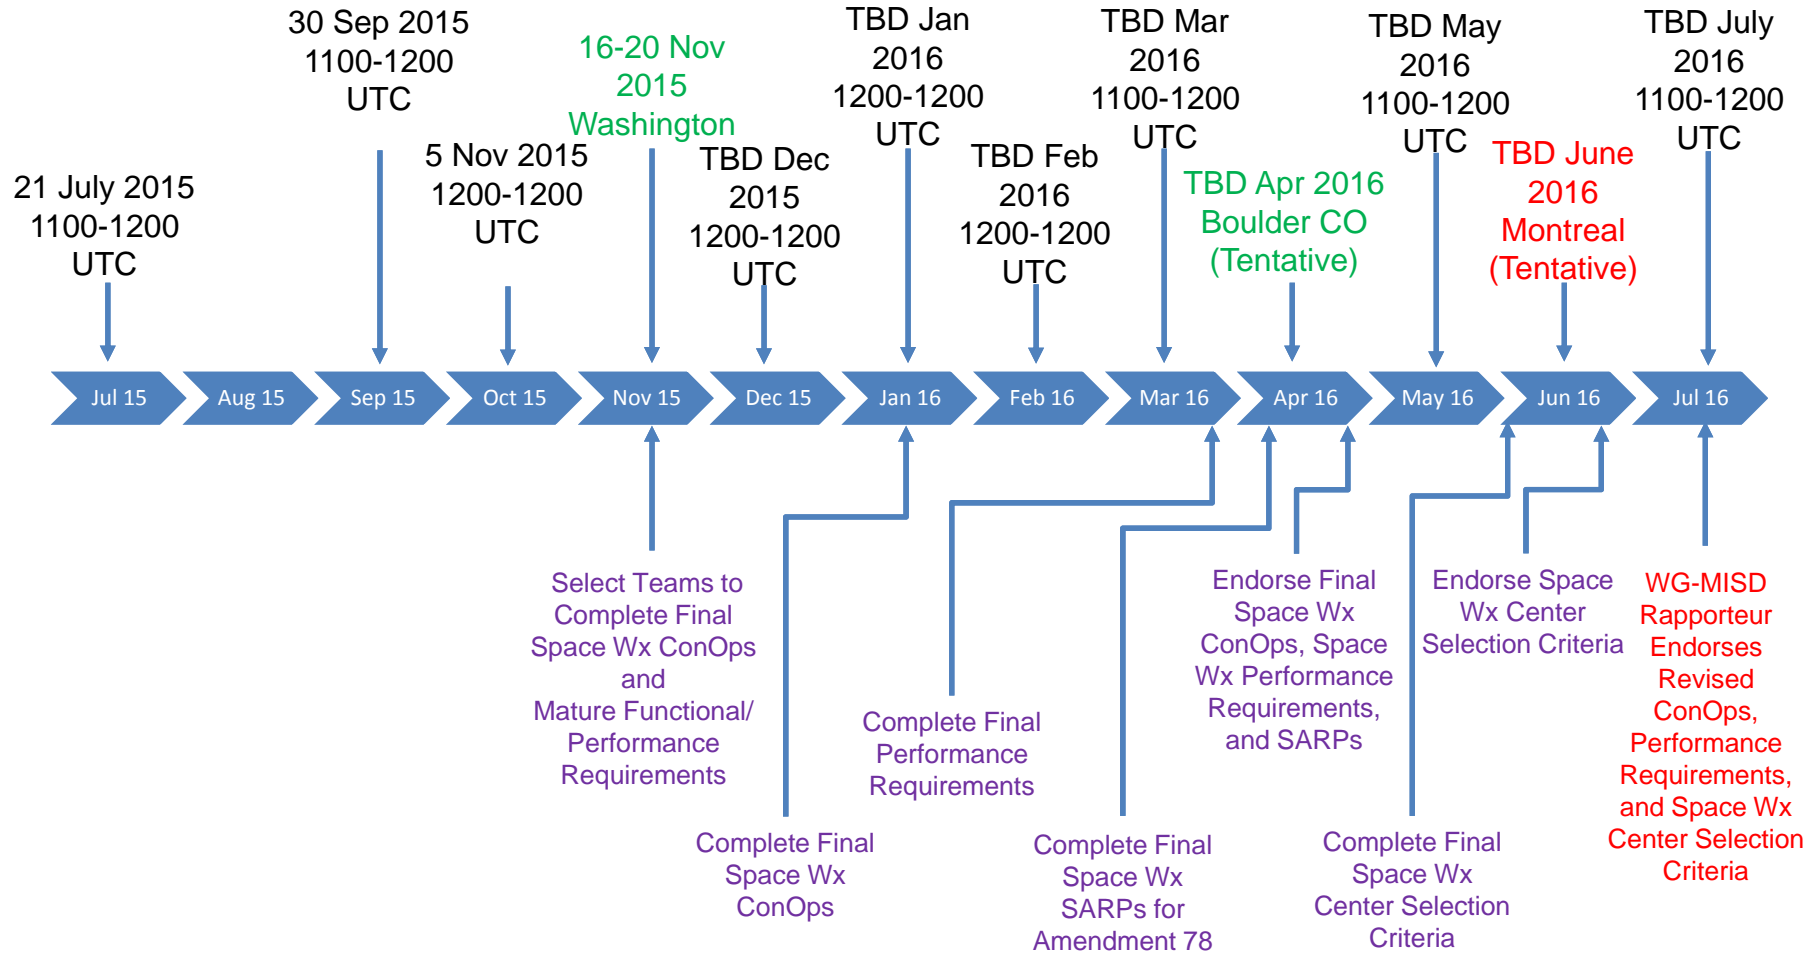 30 Sep 2015
1100-1200
UTC
16-20 Nov
2015
Washington
TBD Jan
2016
1200-1200
UTC
TBD Mar
2016
1100-1200
UTC
TBD May
2016
1100-1200
UTC
TBD July
2016
1100-1200
UTC
21 July 2015
1100-1200
UTC
5 Nov 2015
1200-1200
UTC
TBD Dec
2015
1200-1200
UTC
TBD Feb
2016
1200-1200
UTC
TBD Apr 2016
Boulder CO
(Tentative)
TBD June
2016
Montreal
(Tentative)
Jul 15
Aug 15
Sep 15
Oct 15
Nov 15
Dec 15
Jan 16
Feb 16
Mar 16
Apr 16
May 16
Jun 16
Jul 16
Select Teams to
Complete Final
Space Wx ConOps
and
Mature Functional/
Performance
Requirements
Complete Final
Space Wx
ConOps
Complete Final
Performance
Requirements
Complete Final
Space Wx
SARPs for
Amendment 78
Endorse Final
Space Wx
ConOps, Space
Wx Performance
Requirements,
and SARPs
Complete Final
Space Wx
Center Selection
Criteria
Endorse Space
Wx Center
Selection Criteria
WG-MISD
Rapporteur
Endorses
Revised
ConOps,
Performance
Requirements,
and Space Wx
Center Selection
Criteria